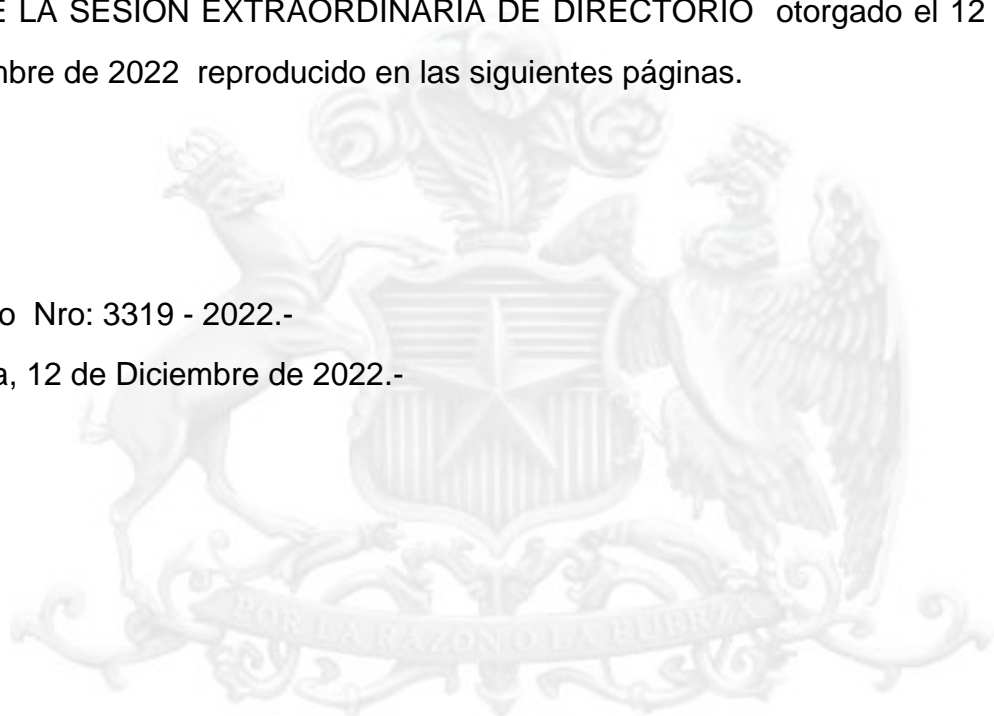 E LA SESIÓN EXTRAORDINARIA DE DIRECTORIO otorgado el 12
mbre de 2022 reproducido en las siguientes páginas.
o Nro: 3319 - 2022.-
a, 12 de Diciembre de 2022.-
POR LA RAZON O LA FUERZA